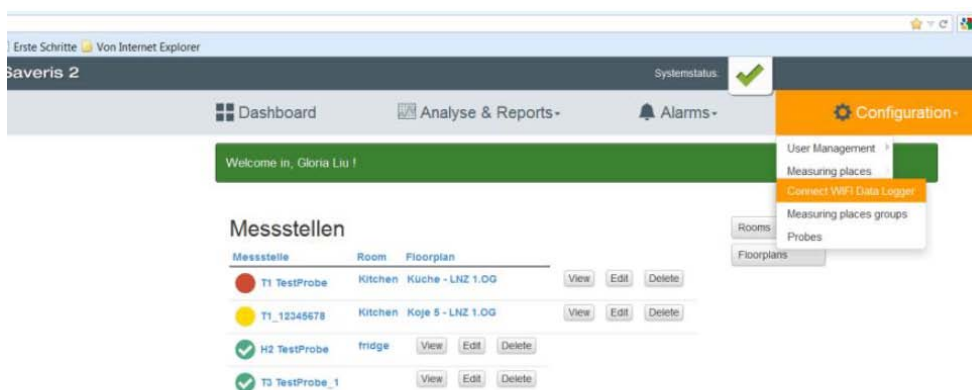 Erste Schritte Von Internet Explorer
Saveris 2 Systemstatus:
Dashboard Analyse & Reports Alarms Configuration
Welcome in, Gloria Liu !
User Management
Measuring places
Connect WIFI Data Logger
Measuring places groups
Probes
Messstellen
Rooms
Floorplans
Messstelle Room Floorplan
T1 TestProbe Kitchen Küche - LNZ 1.OG View Edit Delete
T1_12345678 Kitchen Koje 5 - LNZ 1.OG View Edit Delete
H2 TestProbe fridge View Edit Delete
T3 TestProbe_1 View Edit Delete